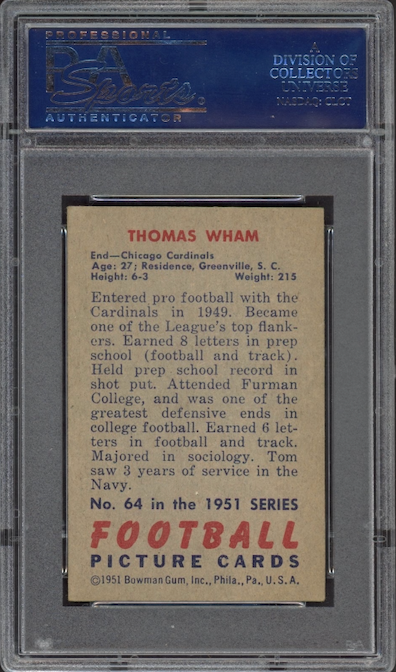 PROFESSIONAL
PSA
Sports
AUTHENTICATOR
A
DIVISION OF
COLLECTORS
UNIVERSE
NASDAQ: CLCT
THOMAS WHAM
End—Chicago Cardinals
Age: 27; Residence, Greenville, S. C.
Height: 6-3 Weight: 215
Entered pro football with the
Cardinals in 1949. Became
one of the League's top flank-
ers. Earned 8 letters in prep
school (football and track).
Held prep school record in
shot put. Attended Furman
College, and was one of the
greatest defensive ends in
college football. Earned 6 let-
ters in football and track.
Majored in sociology. Tom
saw 3 years of service in the
Navy.
No. 64 in the 1951 SERIES
FOOTBALL
PICTURE CARDS
©1951 Bowman Gum, Inc., Phila., Pa., U.S.A.